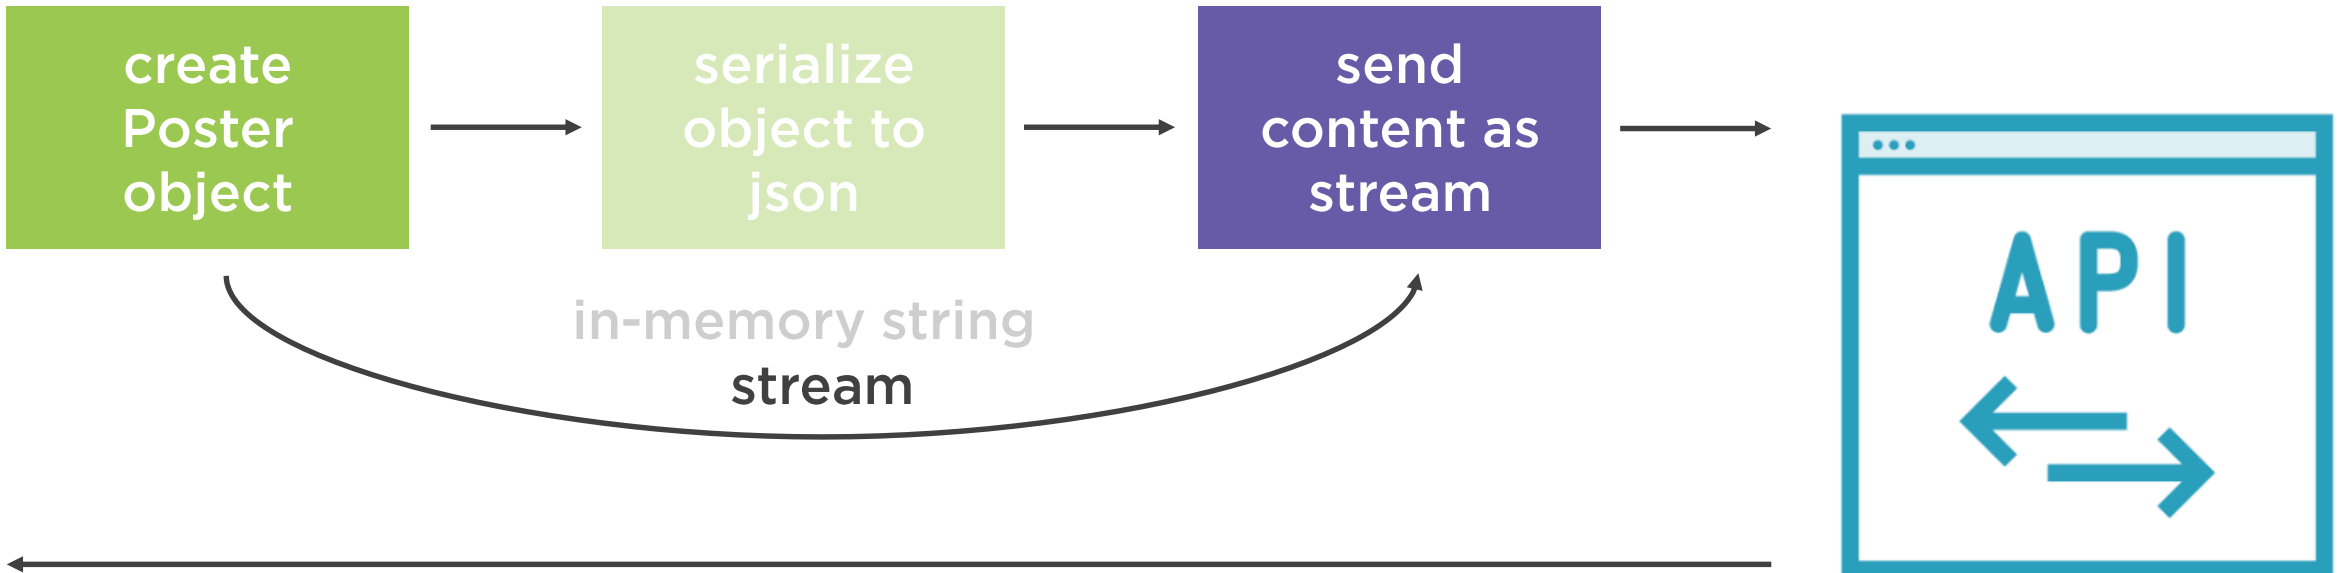 create
Poster
object
serialize
object to
json
send
content as
stream
in-memory string
stream
API